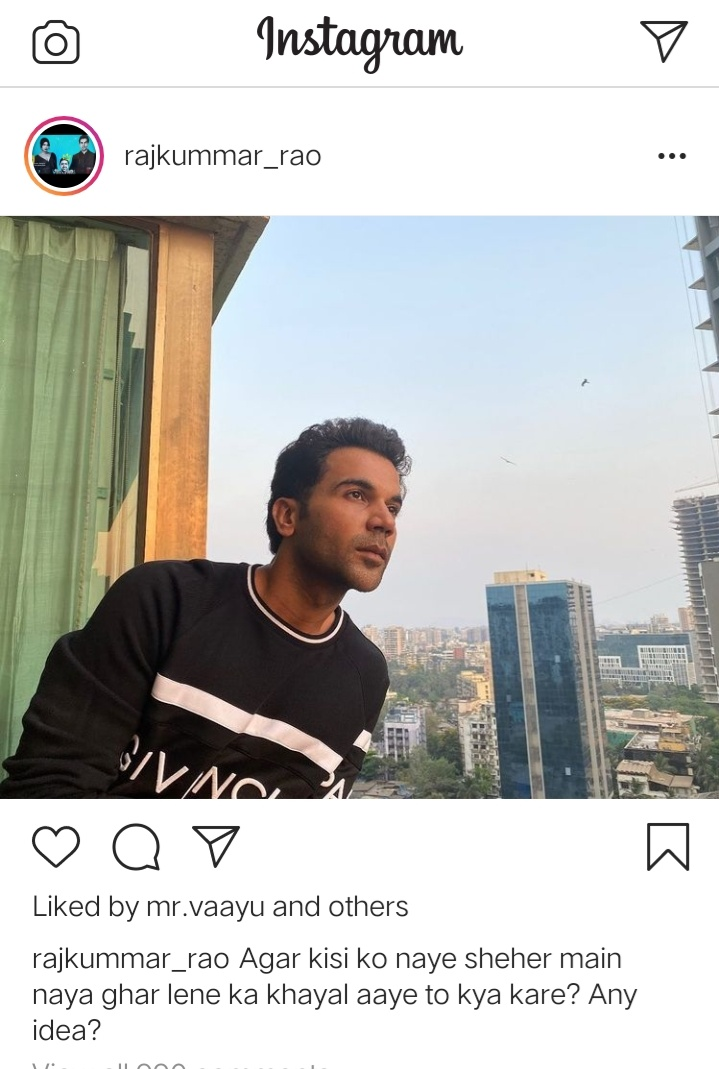 Instagram
rajkummar_rao
Liked by mr.vaayu and others
rajkummar_rao Agar kisi ko naye sheher main
naya ghar lene ka khayal aaye to kya kare? Any
idea?